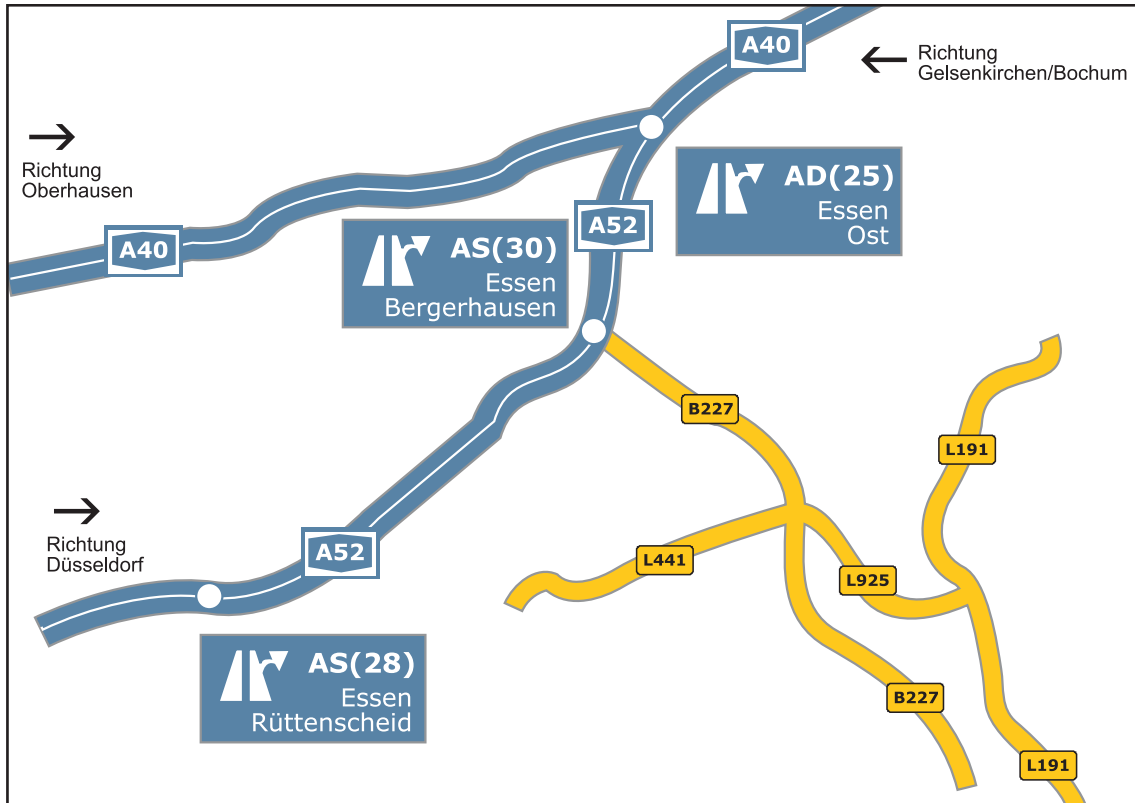 A40
Richtung
Gelsenkirchen/Bochum
Richtung
Oberhausen
AD(25)
Essen
Ost
A52
A40
AS(30)
Essen
Bergerhausen
B227
L191
Richtung
Düsseldorf
A52
L441
L925
AS(28)
Essen
Rüttenscheid
B227
L191